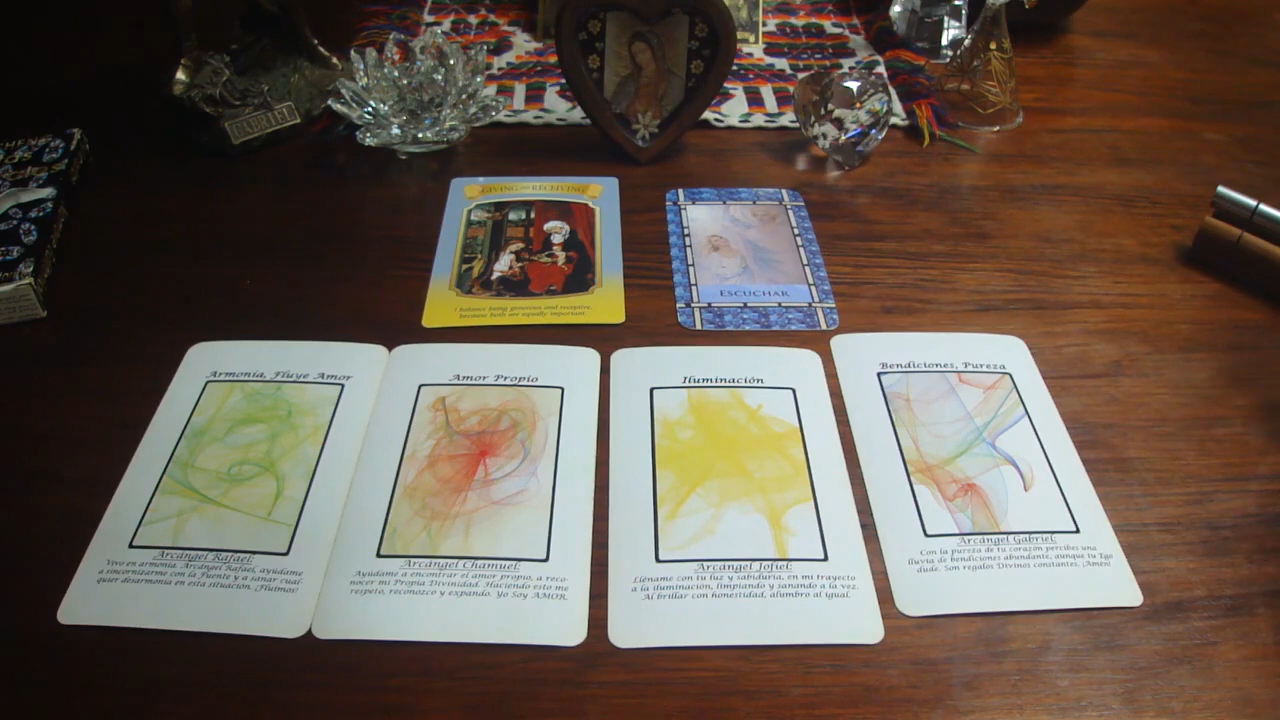 GABRIEL
GIVING AND RECEIVING
I balance being generous and receptive,
because both are equally important.
ESCUCHAR
Armonía, Fluye Amor
Arcángel Rafael:
Vivo en armonía. Arcángel Rafael, ayúdame
a sincornizarme con la Fuente y a sanar cual-
quier desarmonia en esta situación. ¡Fluimos!
Amor Propio
Arcángel Chamuel:
Ayúdame a encontrar el amor propio, a reco-
nocer mi Propia Divinidad. Haciendo esto me
respeto, reconozco y expando. Yo Soy AMOR.
Iluminación
Arcángel Jofiel:
Lléname con tu luz y sabiduría, en mi trayecto
a la iluminación, limpiando y sanando a la vez.
Al brillar con honestidad, alumbro al igual.
Bendiciones, Pureza
Arcángel Gabriel:
Con la pureza de tu corazón percibes una
lluvia de bendiciones abundante, aunque tu Ego
dude. Son regalos Divinos constantes. ¡Amén!